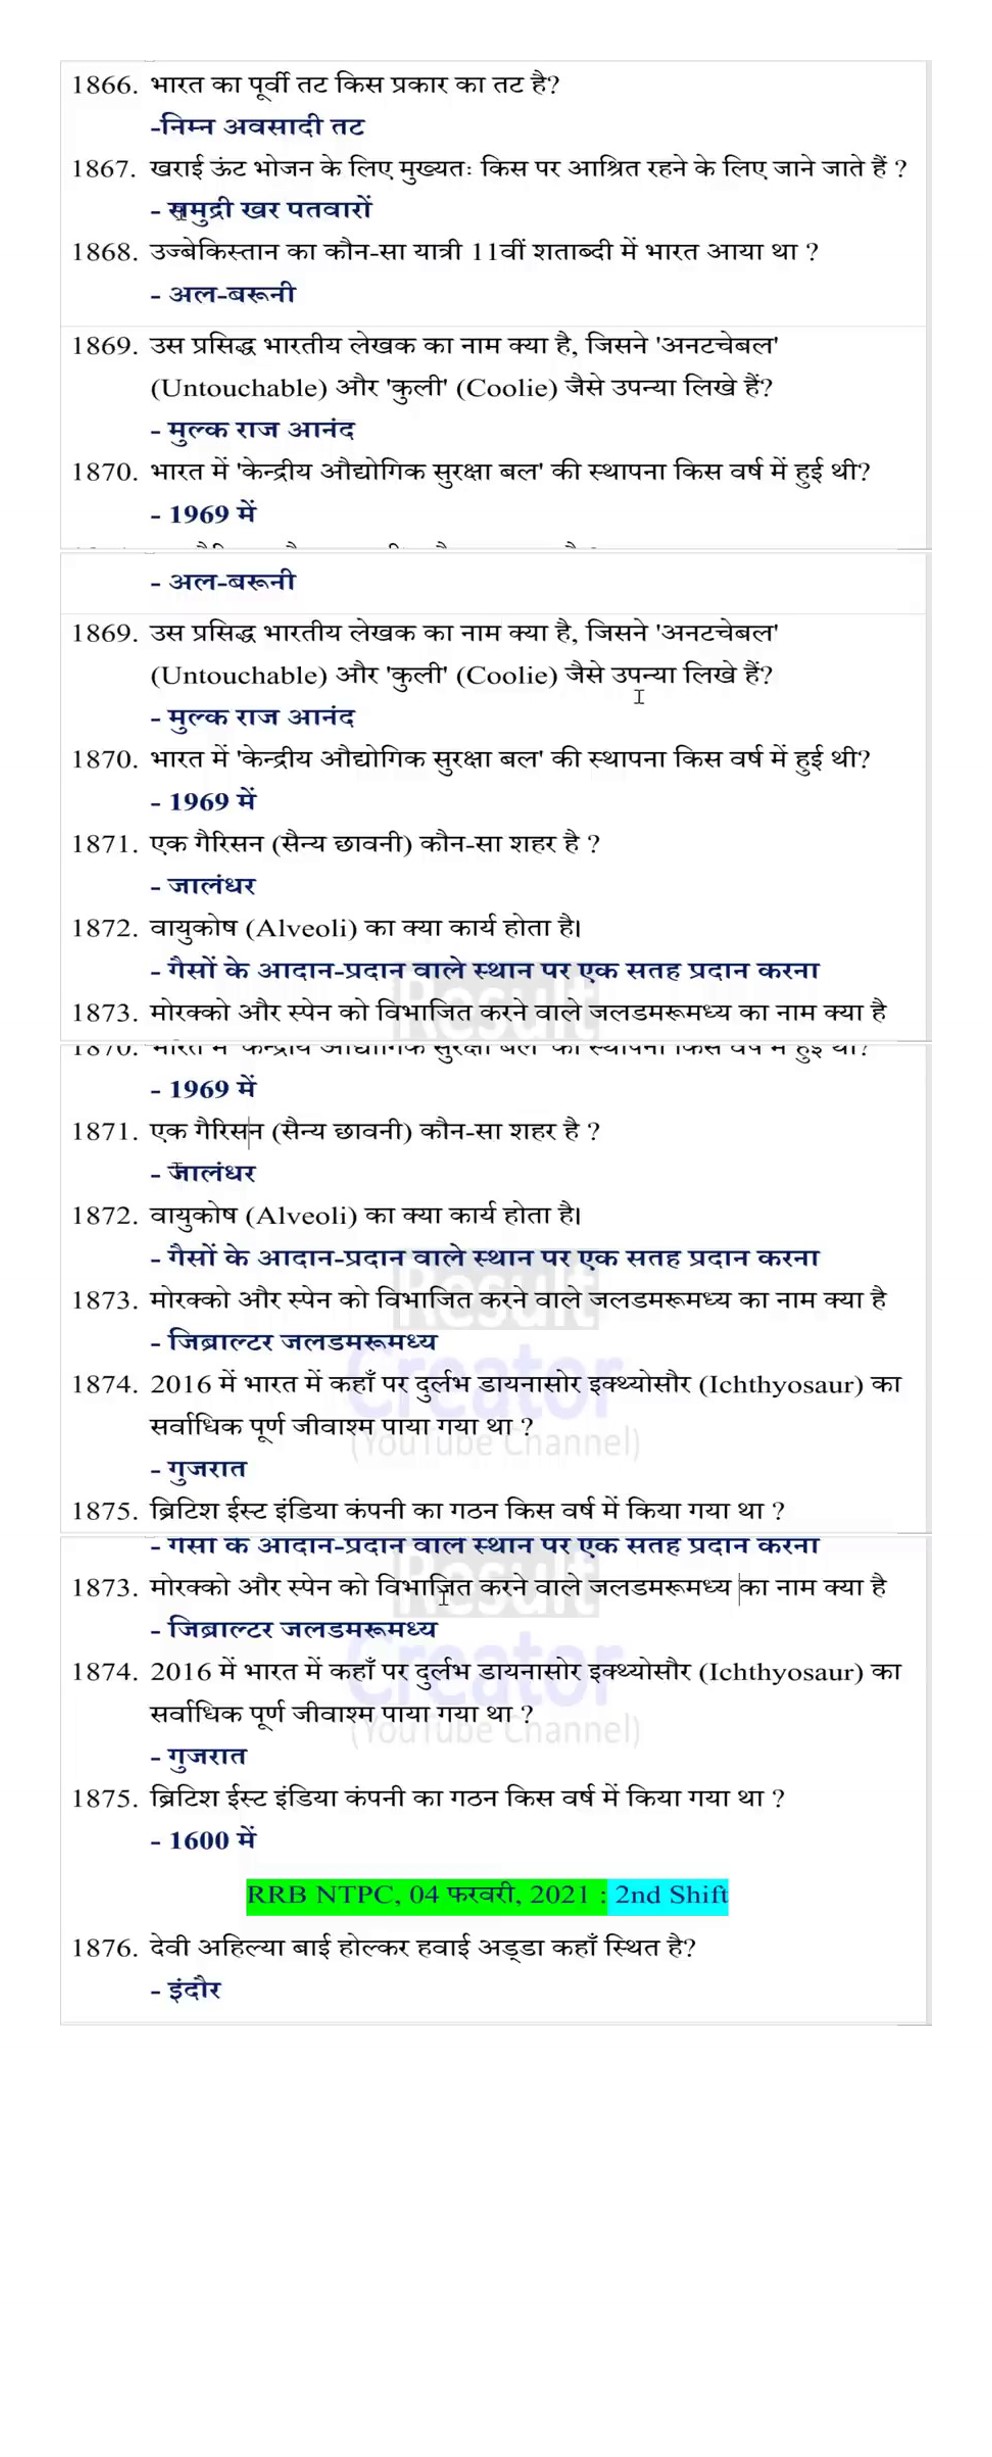 1866. भारत का पूर्वी तट किस प्रकार का तट है?
-निम्न अवसादी तट
1867. खराई ऊंट भोजन के लिए मुख्यतः किस पर आश्रित रहने के लिए जाने जाते हैं ?
- समुद्री खर पतवारों
1868. उज्बेकिस्तान का कौन-सा यात्री 11वीं शताब्दी में भारत आया था ?
- अल-बरूनी
1869. उस प्रसिद्ध भारतीय लेखक का नाम क्या है, जिसने 'अनटचेबल'
(Untouchable) और 'कुली' (Coolie) जैसे उपन्या लिखे हैं?
- मुल्क राज आनंद
1870. भारत में 'केन्द्रीय औद्योगिक सुरक्षा बल' की स्थापना किस वर्ष में हुई थी?
- 1969 में
- अल-बरूनी
1869. उस प्रसिद्ध भारतीय लेखक का नाम क्या है, जिसने 'अनटचेबल'
(Untouchable) और 'कुली' (Coolie) जैसे उपन्या लिखे हैं?
- मुल्क राज आनंद
1870. भारत में 'केन्द्रीय औद्योगिक सुरक्षा बल' की स्थापना किस वर्ष में हुई थी?
- 1969 में
1871. एक गैरिसन (सैन्य छावनी) कौन-सा शहर है ?
- जालंधर
1872. वायुकोष (Alveoli) का क्या कार्य होता है।
- गैसों के आदान-प्रदान वाले स्थान पर एक सतह प्रदान करना
Result
1873. मोरक्को और स्पेन को विभाजित करने वाले जलडमरूमध्य का नाम क्या है
1870. भारत में 'केन्द्रीय औद्योगिक सुरक्षा बल' की स्थापना किस वर्ष में हुई थी?
- 1969 में
1871. एक गैरिसन (सैन्य छावनी) कौन-सा शहर है ?
- जालंधर
1872. वायुकोष (Alveoli) का क्या कार्य होता है।
- गैसों के आदान-प्रदान वाले स्थान पर एक सतह प्रदान करना
Result
1873. मोरक्को और स्पेन को विभाजित करने वाले जलडमरूमध्य का नाम क्या है
- जिब्राल्टर जलडमरूमध्य
Creator
1874. 2016 में भारत में कहाँ पर दुर्लभ डायनासोर इक्थ्योसौर (Ichthyosaur) का
सर्वाधिक पूर्ण जीवाश्म पाया गया था ?
(YouTube Channel)
- गुजरात
1875. ब्रिटिश ईस्ट इंडिया कंपनी का गठन किस वर्ष में किया गया था ?
- गैसों के आदान-प्रदान वाले स्थान पर एक सतह प्रदान करना
Result
1873. मोरक्को और स्पेन को विभाजित करने वाले जलडमरूमध्य का नाम क्या है
- जिब्राल्टर जलडमरूमध्य
Creator
1874. 2016 में भारत में कहाँ पर दुर्लभ डायनासोर इक्थ्योसौर (Ichthyosaur) का
सर्वाधिक पूर्ण जीवाश्म पाया गया था ?
(YouTube Channel)
- गुजरात
1875. ब्रिटिश ईस्ट इंडिया कंपनी का गठन किस वर्ष में किया गया था ?
- 1600 में
RRB NTPC, 04 फरवरी, 2021 : 2nd Shift
1876. देवी अहिल्या बाई होल्कर हवाई अड्डा कहाँ स्थित है?
- इंदौर